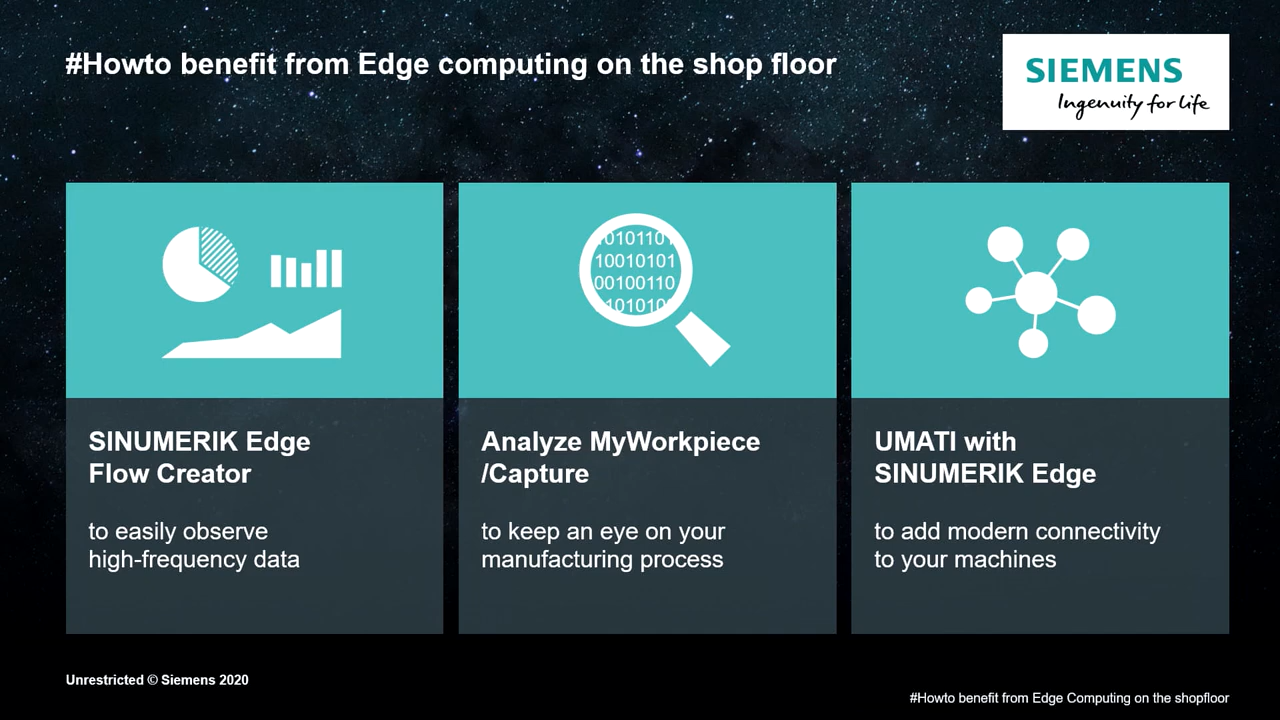 #Howto benefit from Edge computing on the shop floor
SIEMENS
Ingenuity for life
10010101
00100110
SINUMERIK Edge
Flow Creator
to easily observe
high-frequency data
Analyze MyWorkpiece
/Capture
to keep an eye on your
manufacturing process
UMATI with
SINUMERIK Edge
to add modern connectivity
to your machines
Unrestricted © Siemens 2020
#Howto benefit from Edge Computing on the shopfloor